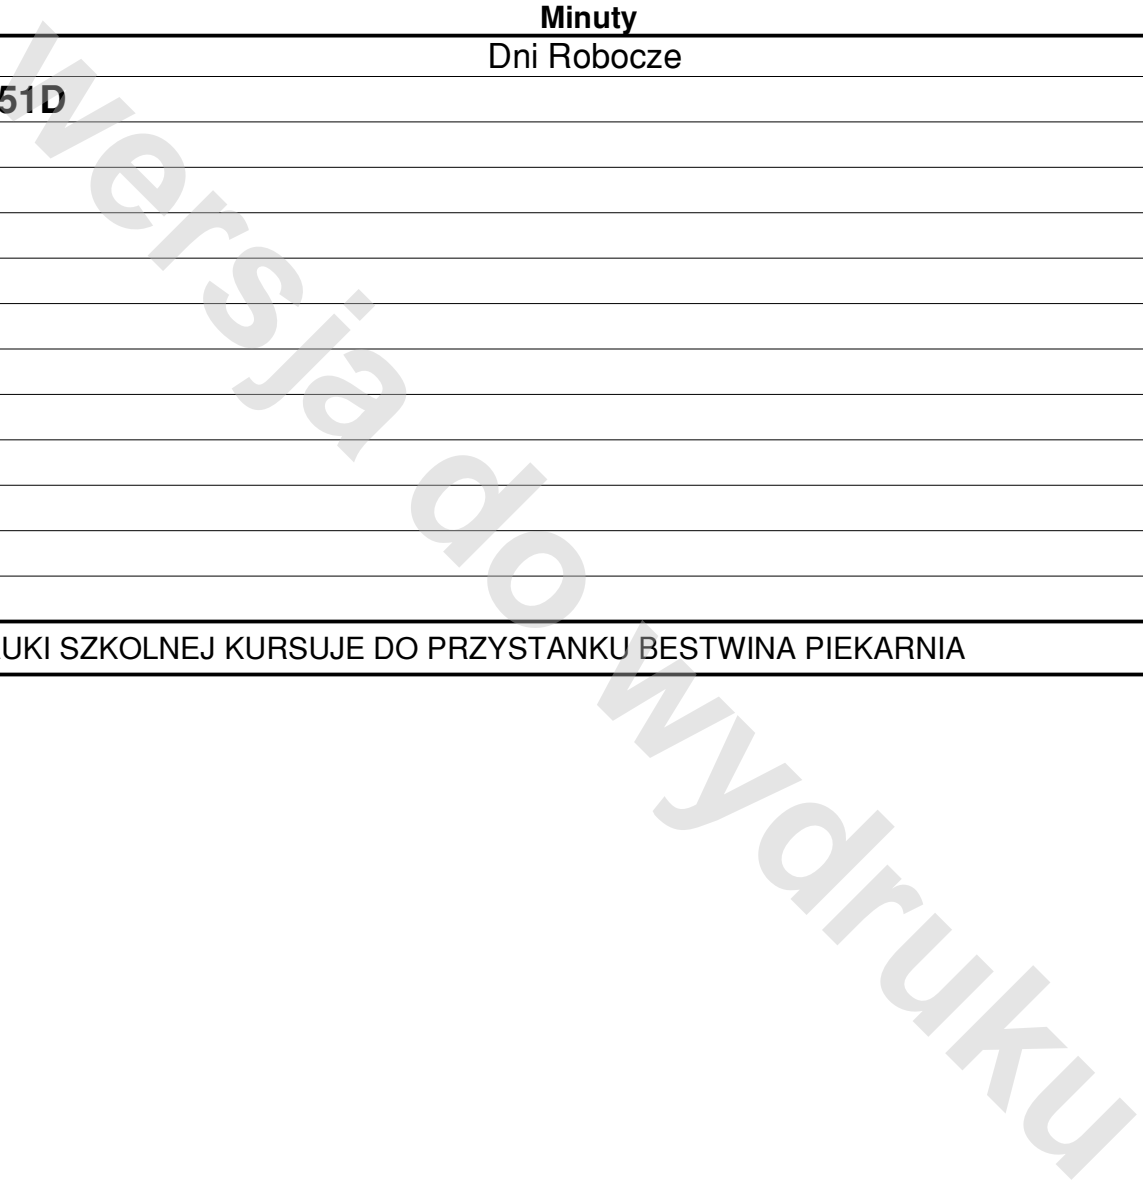 Minuty
Dni Robocze
51D
UKI SZKOLNEJ KURSUJE DO PRZYSTANKU BESTWINA PIEKARNIA
wersja do wydruku